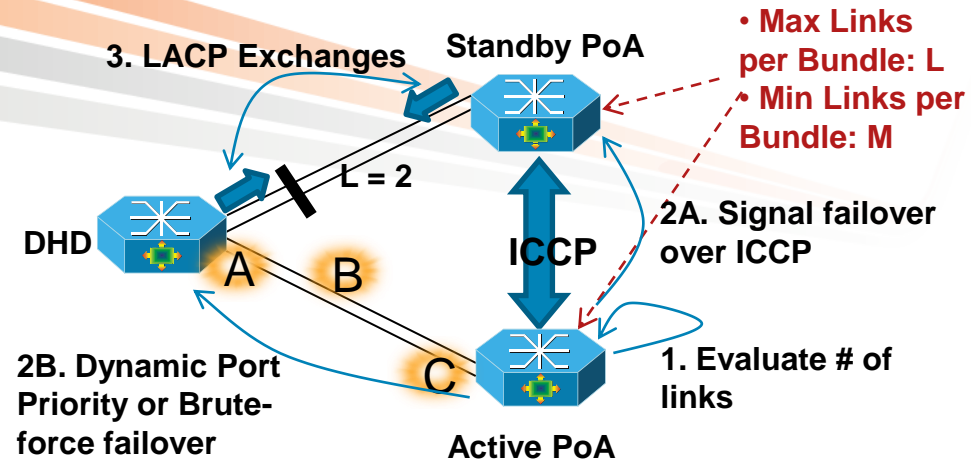 3. LACP Exchanges
Standby PoA
• Max Links
per Bundle: L
• Min Links per
Bundle: M
L = 2
2A. Signal failover
over ICCP
DHD
ICCP
A
B
C
2B. Dynamic Port
Priority or Brute-
force failover
1. Evaluate # of
links
Active PoA